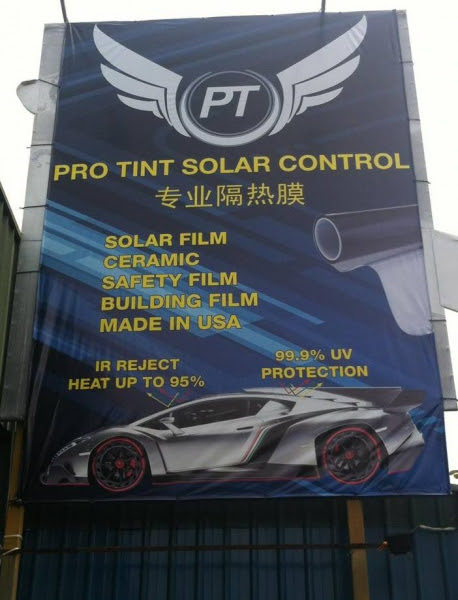 PT
PRO TINT SOLAR CONTROL
专业隔热膜
SOLAR FILM
CERAMIC
SAFETY FILM
BUILDING FILM
MADE IN USA
IR REJECT
HEAT UP TO 95%
99.9% UV
PROTECTION